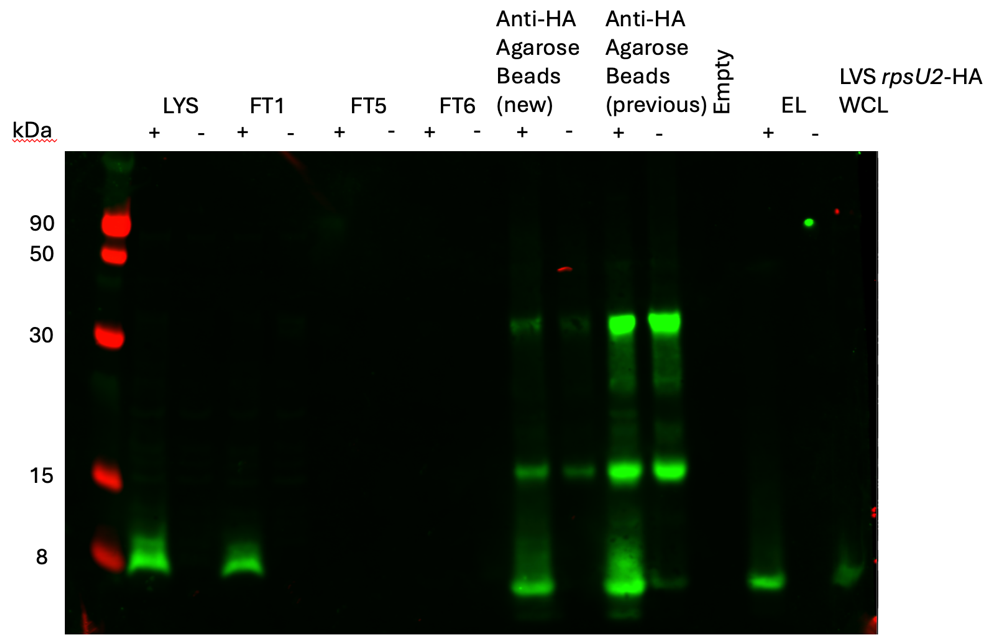 Anti-HA Agarose Beads (new)
Anti-HA Agarose Beads (previous)
Empty
LVS rpsU2-HA WCL
LYS FT1 FT5 FT6 EL
kDa + - + - + - + - + - + - + -
90
50
30
15
8